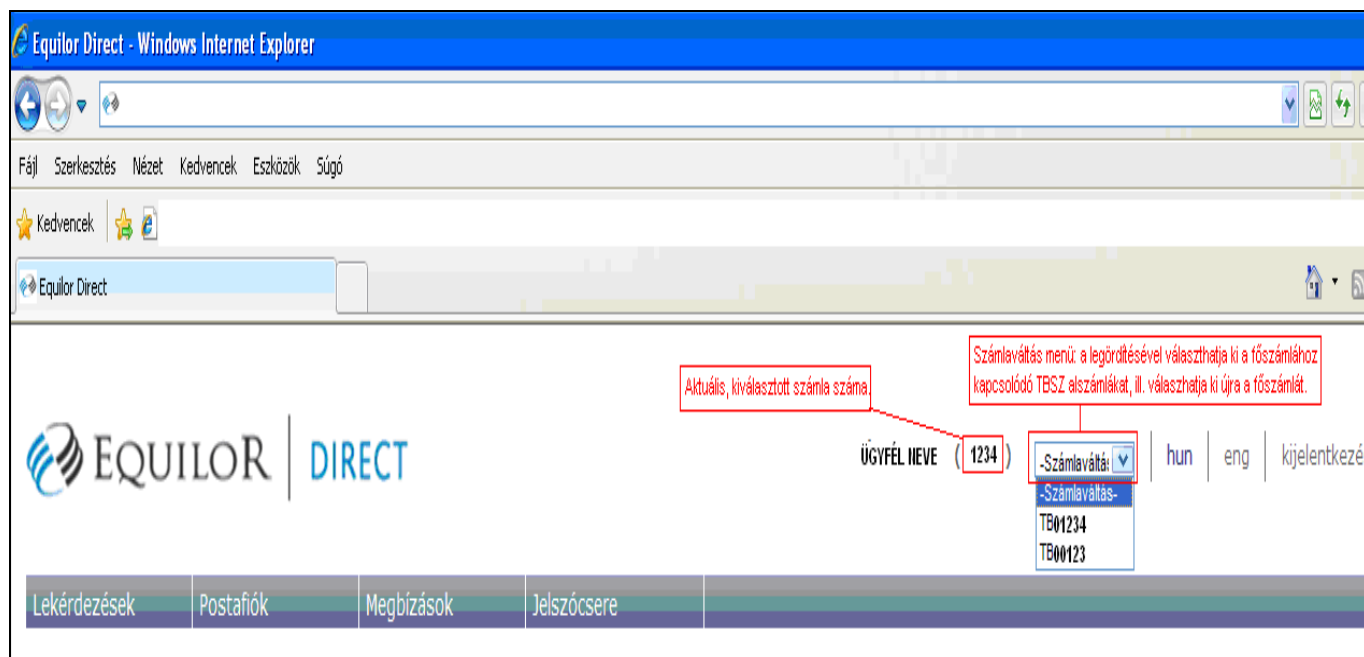 Equilor Direct - Windows Internet Explorer
Fájl Szerkesztés Nézet Kedvencek Eszközök Súgó
Kedvencek
Equilor Direct
Számlaváltás menü: a legördítésével választhatja ki a főszámlához
kapcsolódó TBSZ alszámlákat, ill. válaszhatja ki újra a főszámlát.
Aktuális, kiválasztott számla száma.
EQUILOR DIRECT
ÜGYFÉL NEVE (1234) -Számlaváltás hun eng kijelentkezé
-Számlaváltás-
TB01234
TB00123
Lekérdezések Postafiók Megbízások Jelszócsere